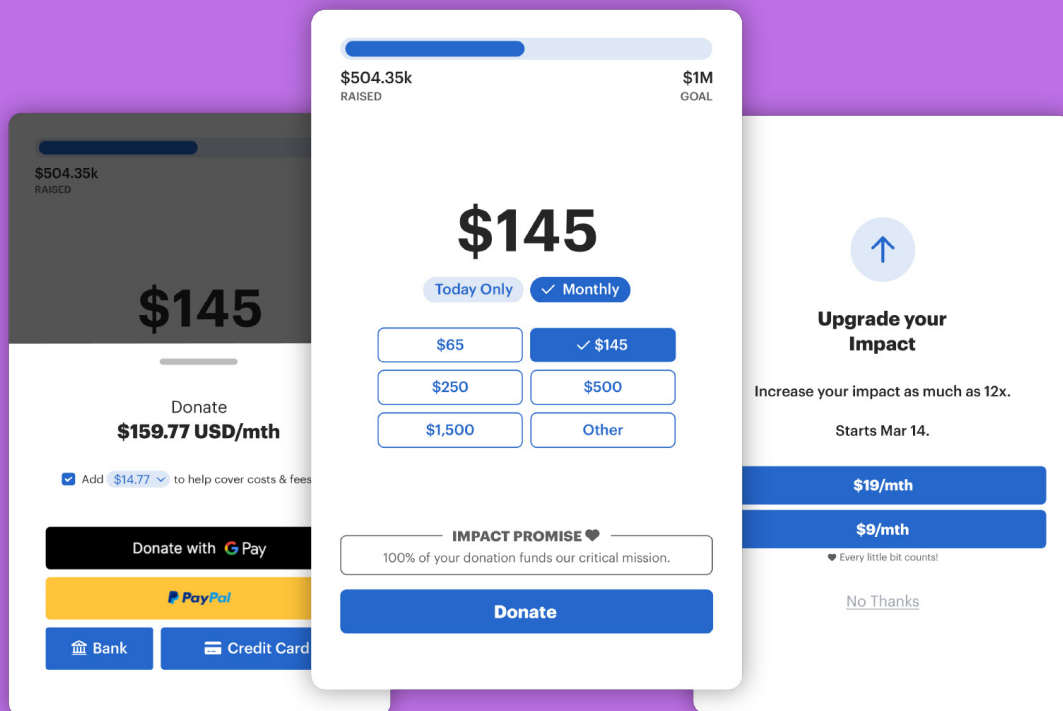 $504.35k
RAISED
$145
Donate
$159.77 USD/mth
Add $14.77 to help cover costs & fees
Donate with G Pay
PayPal
Bank
Credit Card
$504.35k $1M
RAISED GOAL
$145
Today Only Monthly
$65 $145
$250 $500
$1,500 Other
IMPACT PROMISE
100% of your donation funds our critical mission.
Donate
Upgrade your
Impact
Increase your impact as much as 12x.
Starts Mar 14.
$19/mth
$9/mth
Every little bit counts!
No Thanks